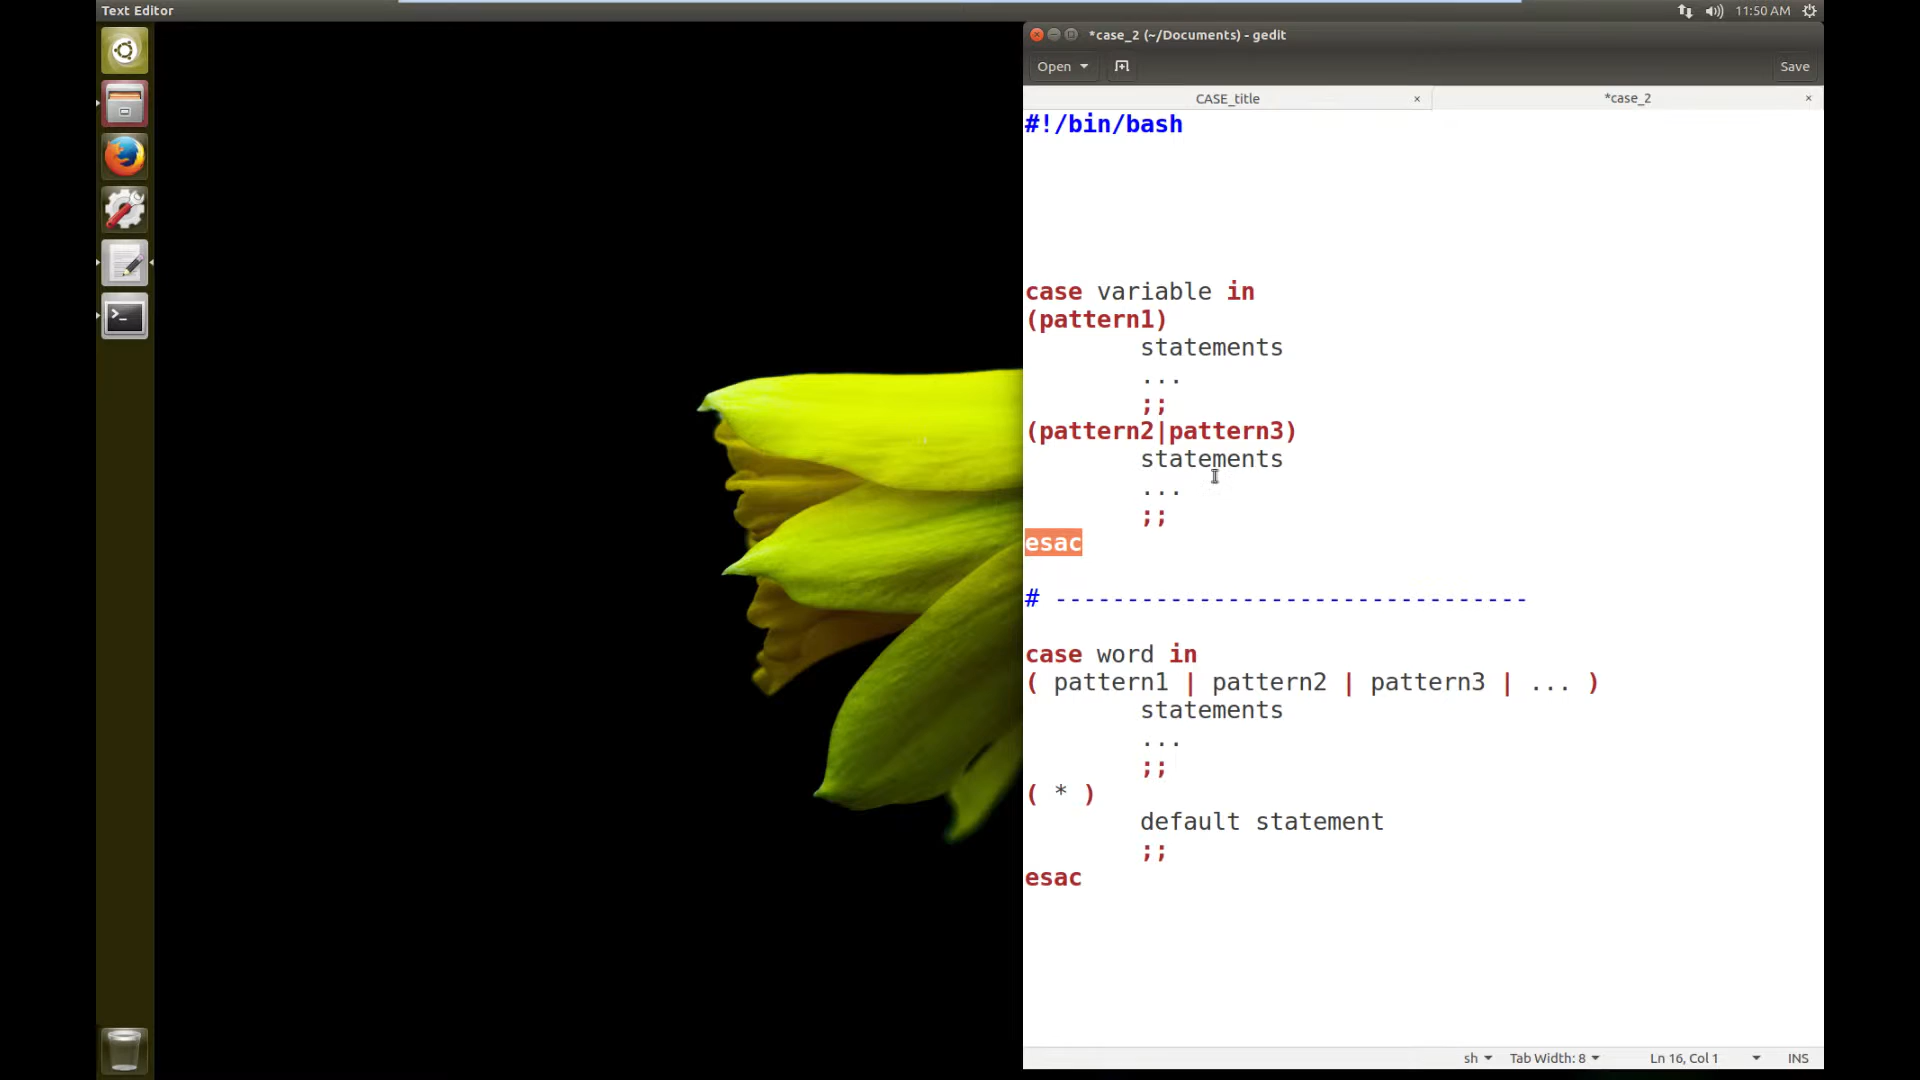 Text Editor
11:50 AM
*case_2 (~/Documents) - gedit
Open
Save
CASE_title
*case_2
#!/bin/bash
case variable in
(pattern1)
statements
...
;;
(pattern2|pattern3)
statements
...
;;
esac
# ---------------------------------
case word in
( pattern1 | pattern2 | pattern3 | ... )
statements
...
;;
( * )
default statement
;;
esac
sh
Tab Width: 8
Ln 16, Col 1
INS